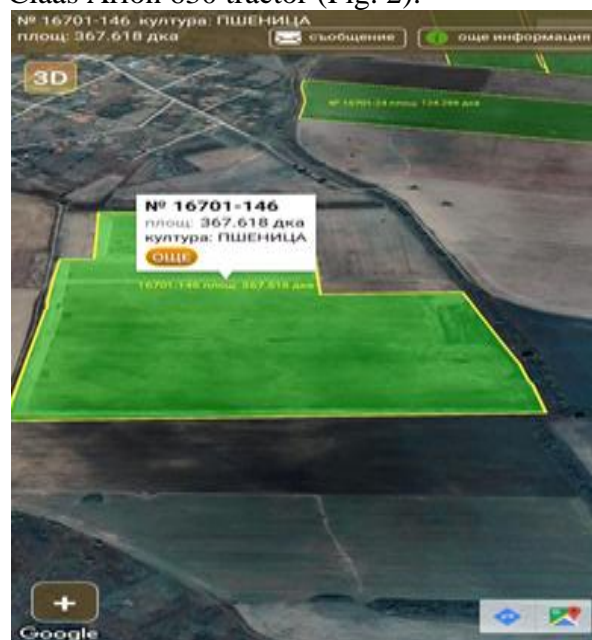 Claas Arion 630 tractor (Fig. 2).
№ 16701-146 култура: ПШЕНИЦА
площ: 367.618 дка
съобщение
още информация
3D
№ 16701-146
площ: 367.618 дка
култура: ПШЕНИЦА
ОЩЕ
16701-146 площ: 367.618 дка
+
Google